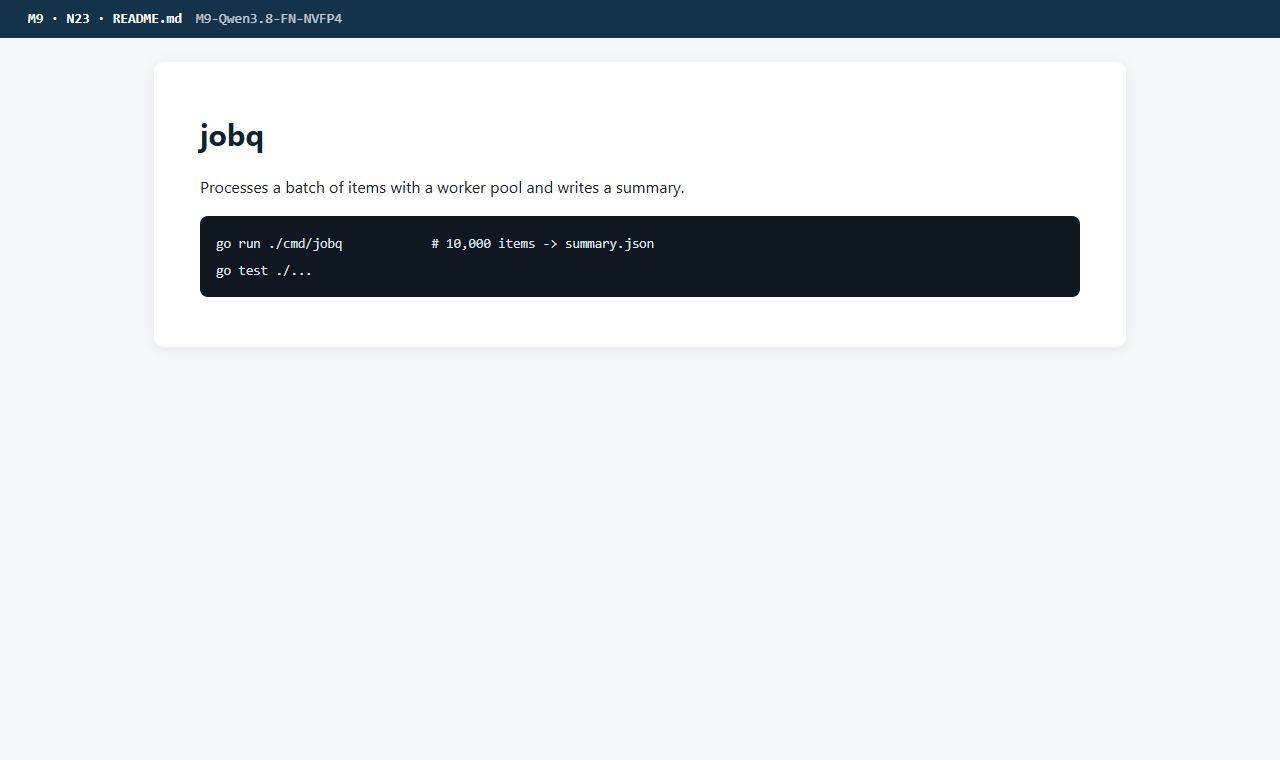 M9 • N23 • README.md M9-Qwen3.8-FN-NVFP4
jobq
Processes a batch of items with a worker pool and writes a summary.
go run ./cmd/jobq            # 10,000 items -> summary.json
go test ./...